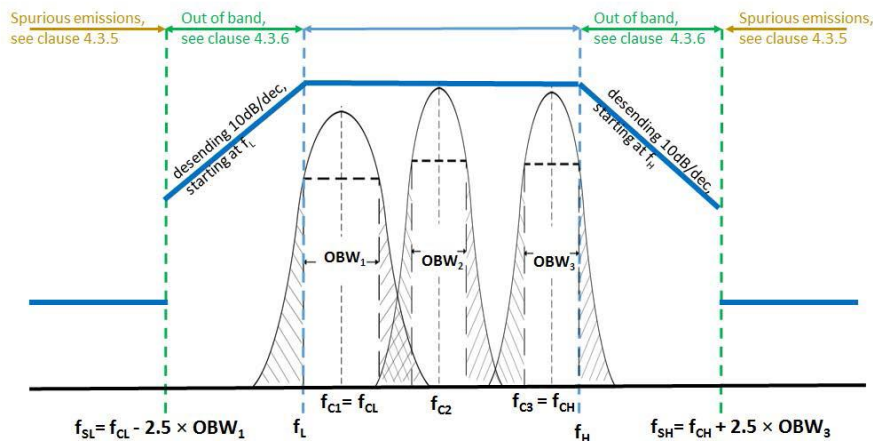 Spurious emissions,
see clause 4.3.5
Out of band,
see clause 4.3.6
Out of band,
see clause 4.3.6
Spurious emissions,
see clause 4.3.5
desending 10dB/dec,
starting at fL
desending 10dB/dec,
starting at fH
OBW1
OBW2
OBW3
fC1= fCL
fC2
fC3 = fCH
fSL= fCL - 2.5 × OBW1
fL
fH
fSH= fCH + 2.5 × OBW3